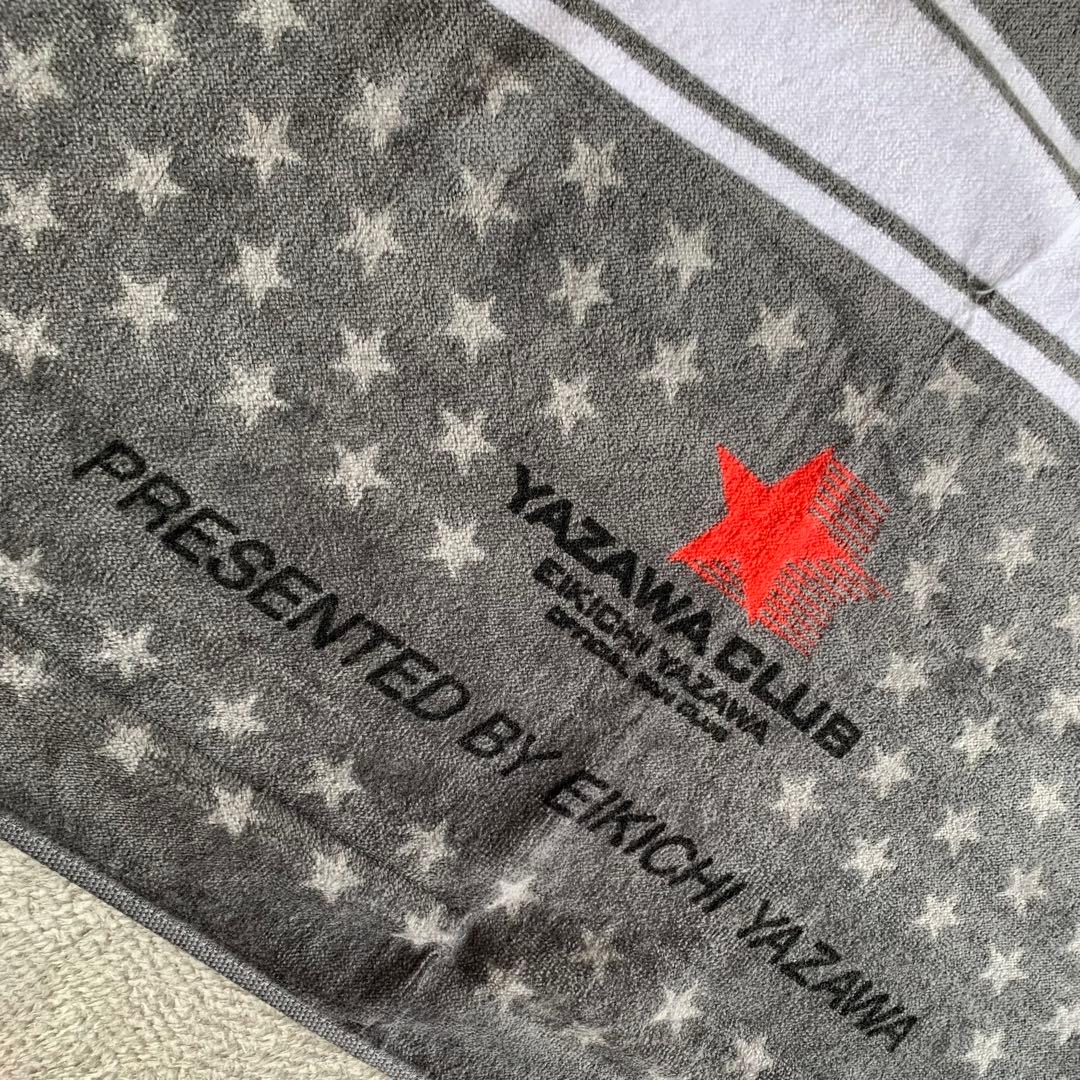 YAZAWA CLUB
EIKICHI YAZAWA
OFFICIAL FAN CLUB
PRESENTED BY EIKICHI YAZAWA